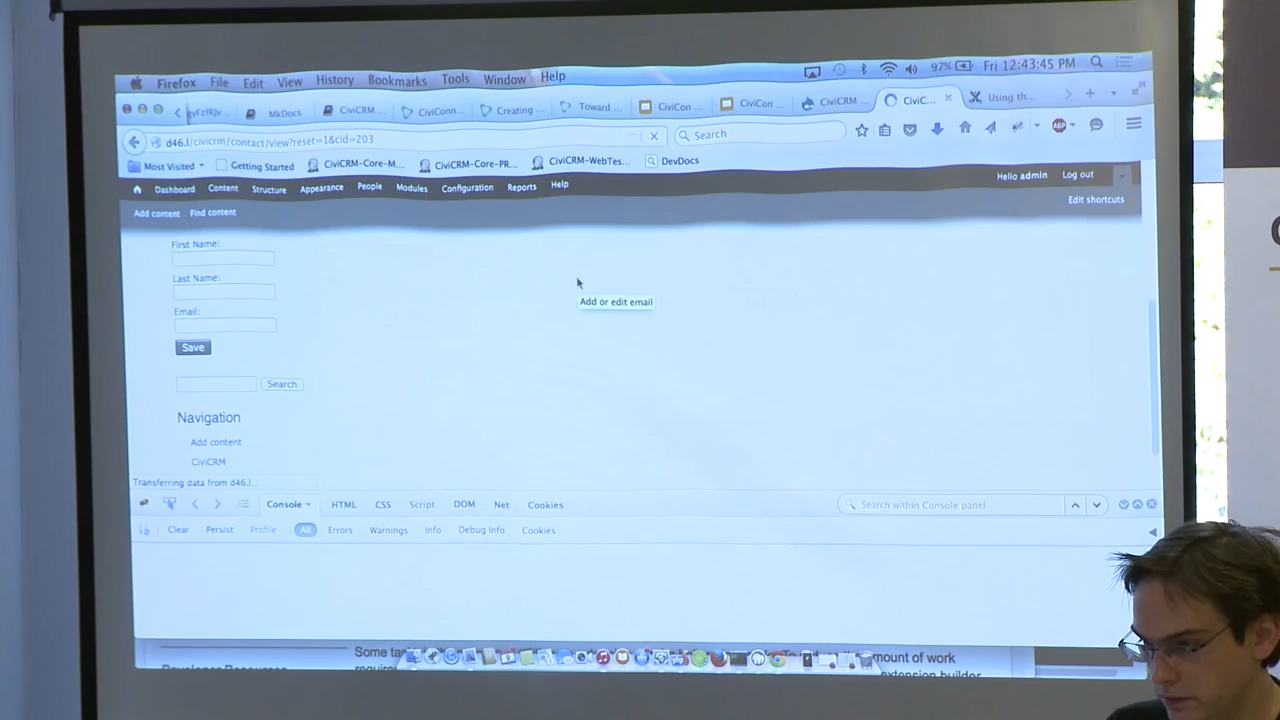 Firefox File Edit View History Bookmarks Tools Window Help 97% Fri 12:43:45 PM
MkDocs CiviCRM ... CiviConn... Creating ... Toward ... CiviCon ... CiviCon ... CiviCRM ... CiviC... Using th...
d46.l/civicrm/contact/view?reset=1&cid=203 Search
Most Visited Getting Started CiviCRM-Core-M... CiviCRM-Core-PR... CiviCRM-WebTes... DevDocs
Dashboard Content Structure Appearance People Modules Configuration Reports Help Hello admin Log out
Add content Find content Edit shortcuts
First Name:
Last Name:
Add or edit email
Email:
Save
Search
Navigation
Add content
CiviCRM
Transferring data from d46.l...
Console HTML CSS Script DOM Net Cookies Search within Console panel
Clear Persist Profile All Errors Warnings Info Debug Info Cookies
Some amount of work
Developer Resources extension builder